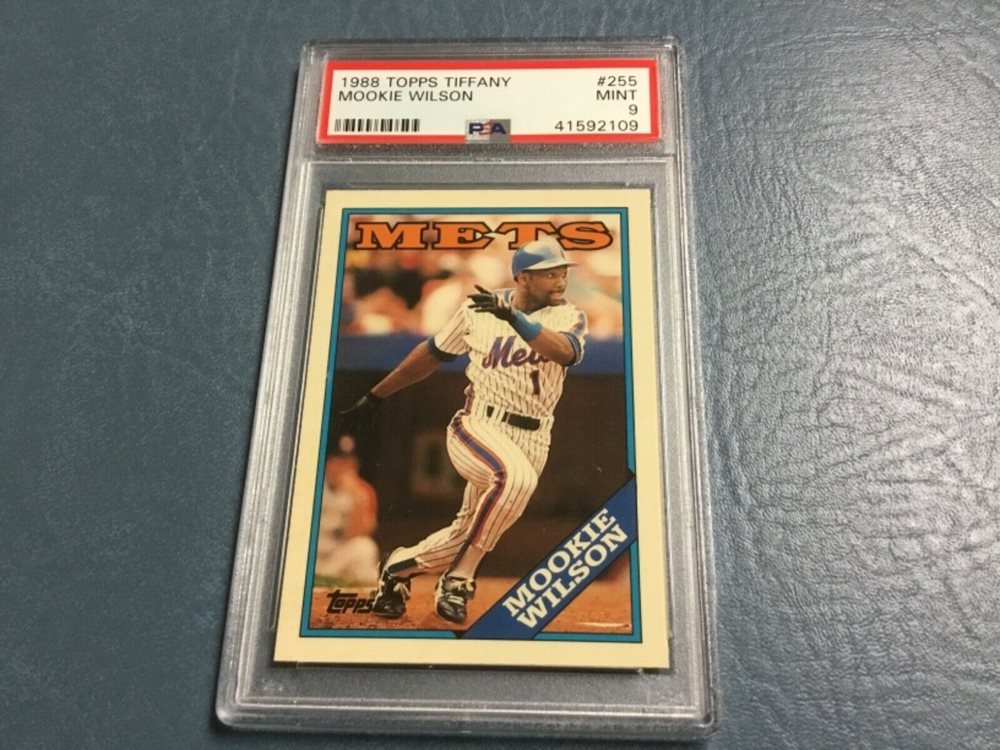 1988 TOPPS TIFFANY #255
MOOKIE WILSON MINT
9
PSA 41592109
METS
Mets
1
MOOKIE
WILSON
Topps